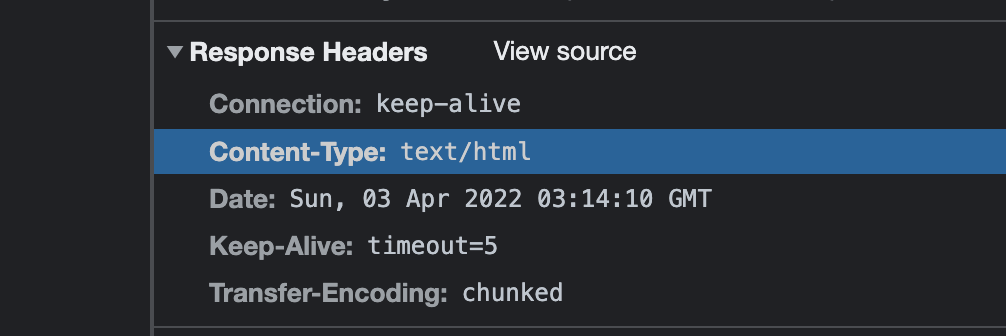 Response Headers View source
Connection: keep-alive
Content-Type: text/html
Date: Sun, 03 Apr 2022 03:14:10 GMT
Keep-Alive: timeout=5
Transfer-Encoding: chunked